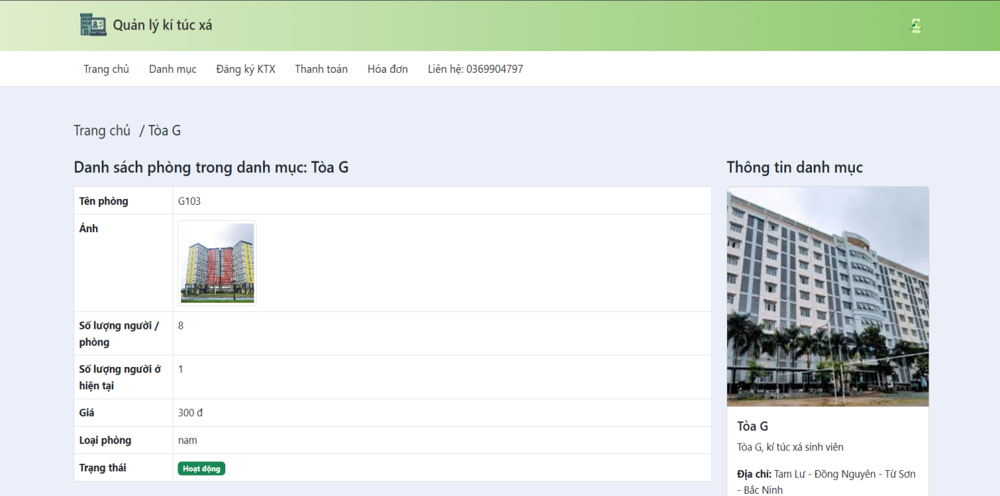 Quản lý kí túc xá
Trang chủ Danh mục Đăng ký KTX Thanh toán Hóa đơn Liên hệ: 0369904797
Trang chủ / Tòa G
Danh sách phòng trong danh mục: Tòa G
Tên phòng G103
Ảnh
Số lượng người /
phòng
8
Số lượng người ở
hiện tại
1
Giá 300 đ
Loại phòng nam
Trạng thái Hoạt động
Thông tin danh mục
Tòa G
Tòa G, kí túc xá sinh viên
Địa chỉ: Tam Lư - Đồng Nguyên - Từ Sơn
- Bắc Ninh